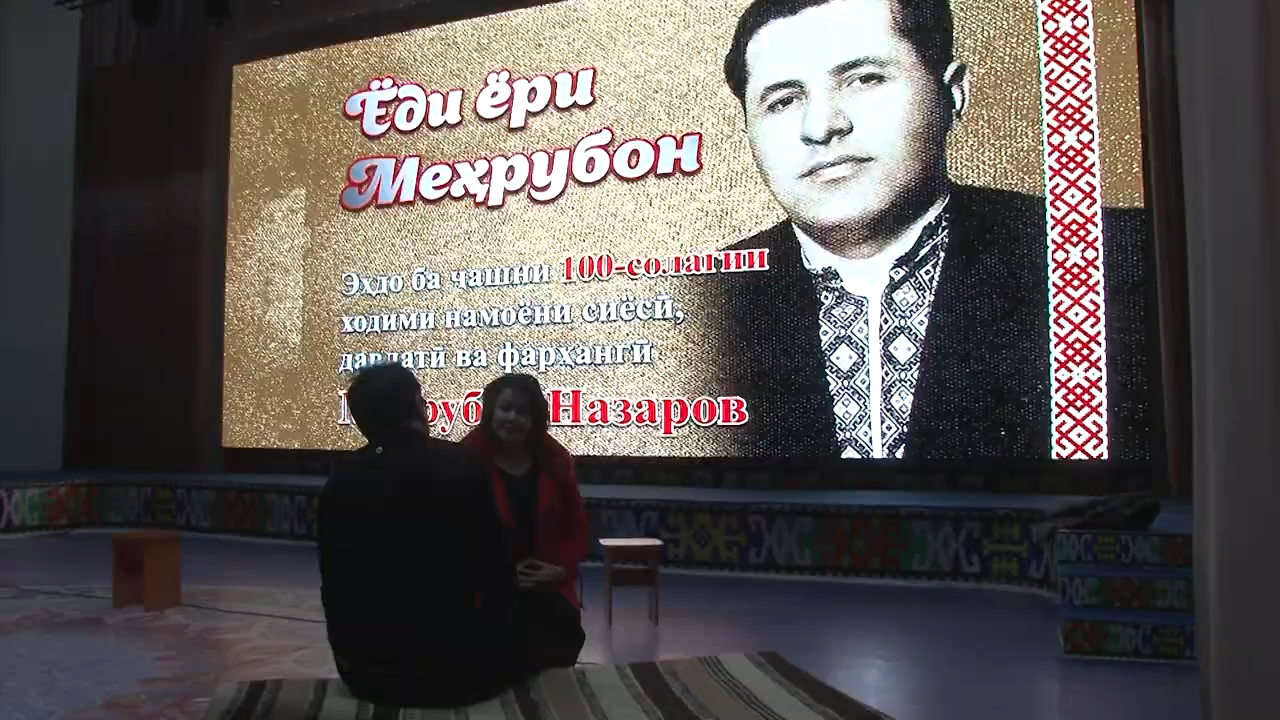 Ёди ёри
Меҳрубон
Эҳдо ба ҷашни 100-солагии
ходими намоёни сиёсӣ,
давлатӣ ва фарҳангӣ
Назаров